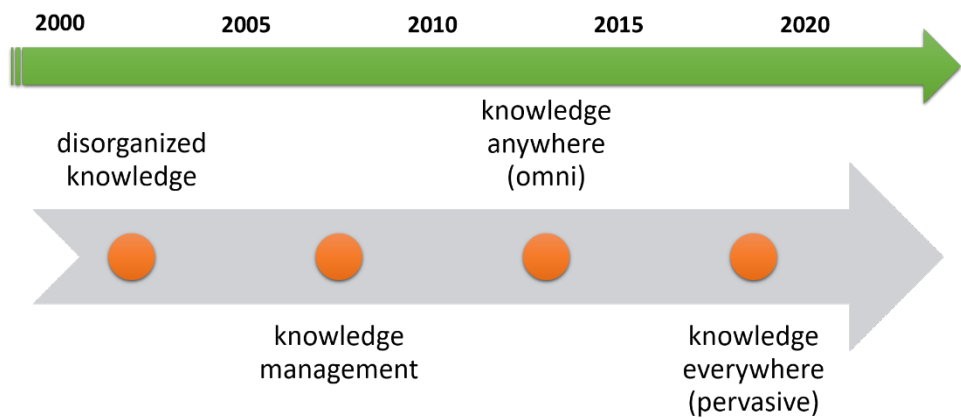 2000 2005 2010 2015 2020
disorganized
knowledge
knowledge
anywhere
(omni)
knowledge
management
knowledge
everywhere
(pervasive)